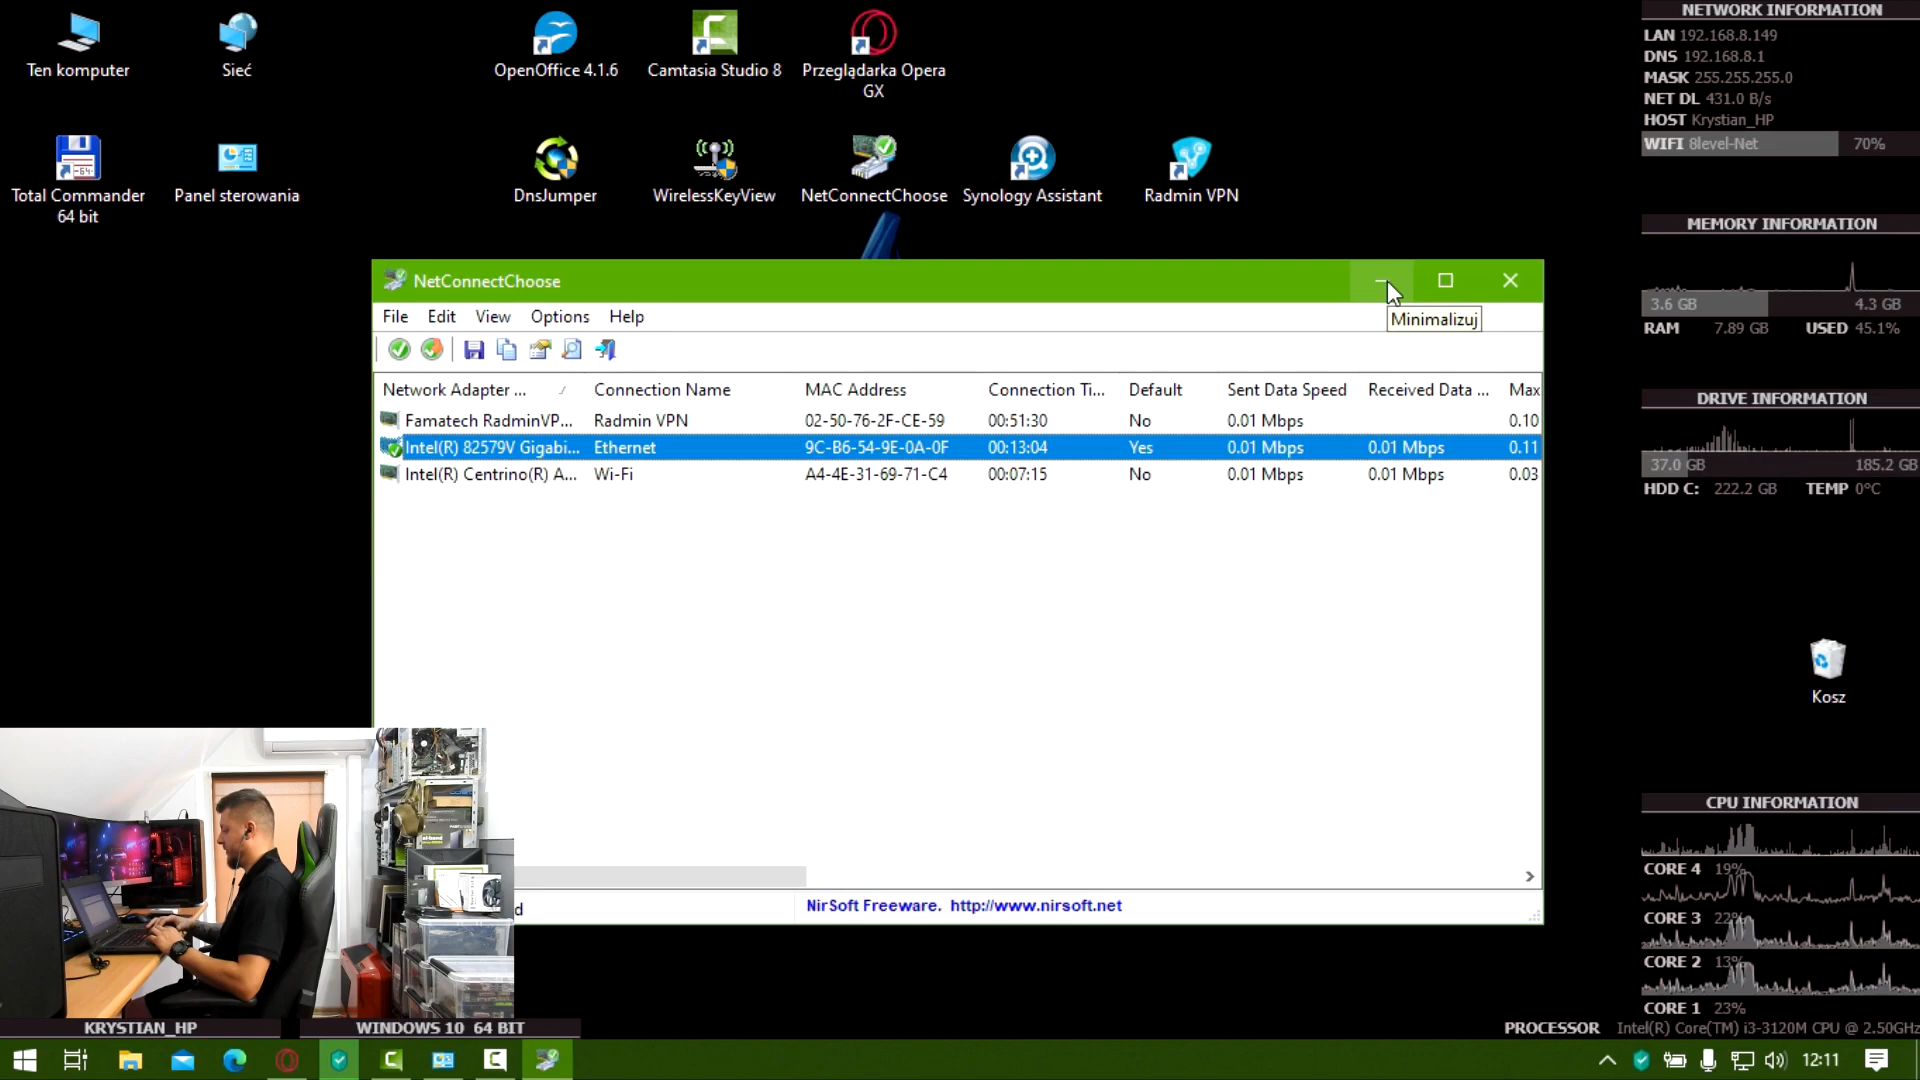 Ten komputer
Sieć
OpenOffice 4.1.6
Camtasia Studio 8
Przeglądarka Opera
GX
Total Commander
64 bit
Panel sterowania
DnsJumper
WirelessKeyView
NetConnectChoose
Synology Assistant
Radmin VPN
NETWORK INFORMATION
LAN 192.168.8.149
DNS 192.168.8.1
MASK 255.255.255.0
NET DL 431.0 B/s
HOST Krystian_HP
WIFI 8level-Net 70%
MEMORY INFORMATION
3.6 GB 4.3 GB
RAM 7.89 GB USED 45.1%
DRIVE INFORMATION
37.0 GB 185.2 GB
HDD C: 222.2 GB TEMP 0°C
NetConnectChoose
Minimalizuj
File Edit View Options Help
Network Adapter ... Connection Name MAC Address Connection Ti... Default Sent Data Speed Received Data ... Max
Famatech RadminVP... Radmin VPN 02-50-76-2F-CE-59 00:51:30 No 0.01 Mbps 0.10
Intel(R) 82579V Gigabi... Ethernet 9C-B6-54-9E-0A-0F 00:13:04 Yes 0.01 Mbps 0.01 Mbps 0.11
Intel(R) Centrino(R) A... Wi-Fi A4-4E-31-69-71-C4 00:07:15 No 0.01 Mbps 0.01 Mbps 0.03
d
NirSoft Freeware. http://www.nirsoft.net
Kosz
CPU INFORMATION
CORE 4 19%
CORE 3 22%
CORE 2 13%
CORE 1 23%
KRYSTIAN_HP
WINDOWS 10 64 BIT
PROCESSOR Intel(R) Core(TM) i3-3120M CPU @ 2.50GHz
12:11